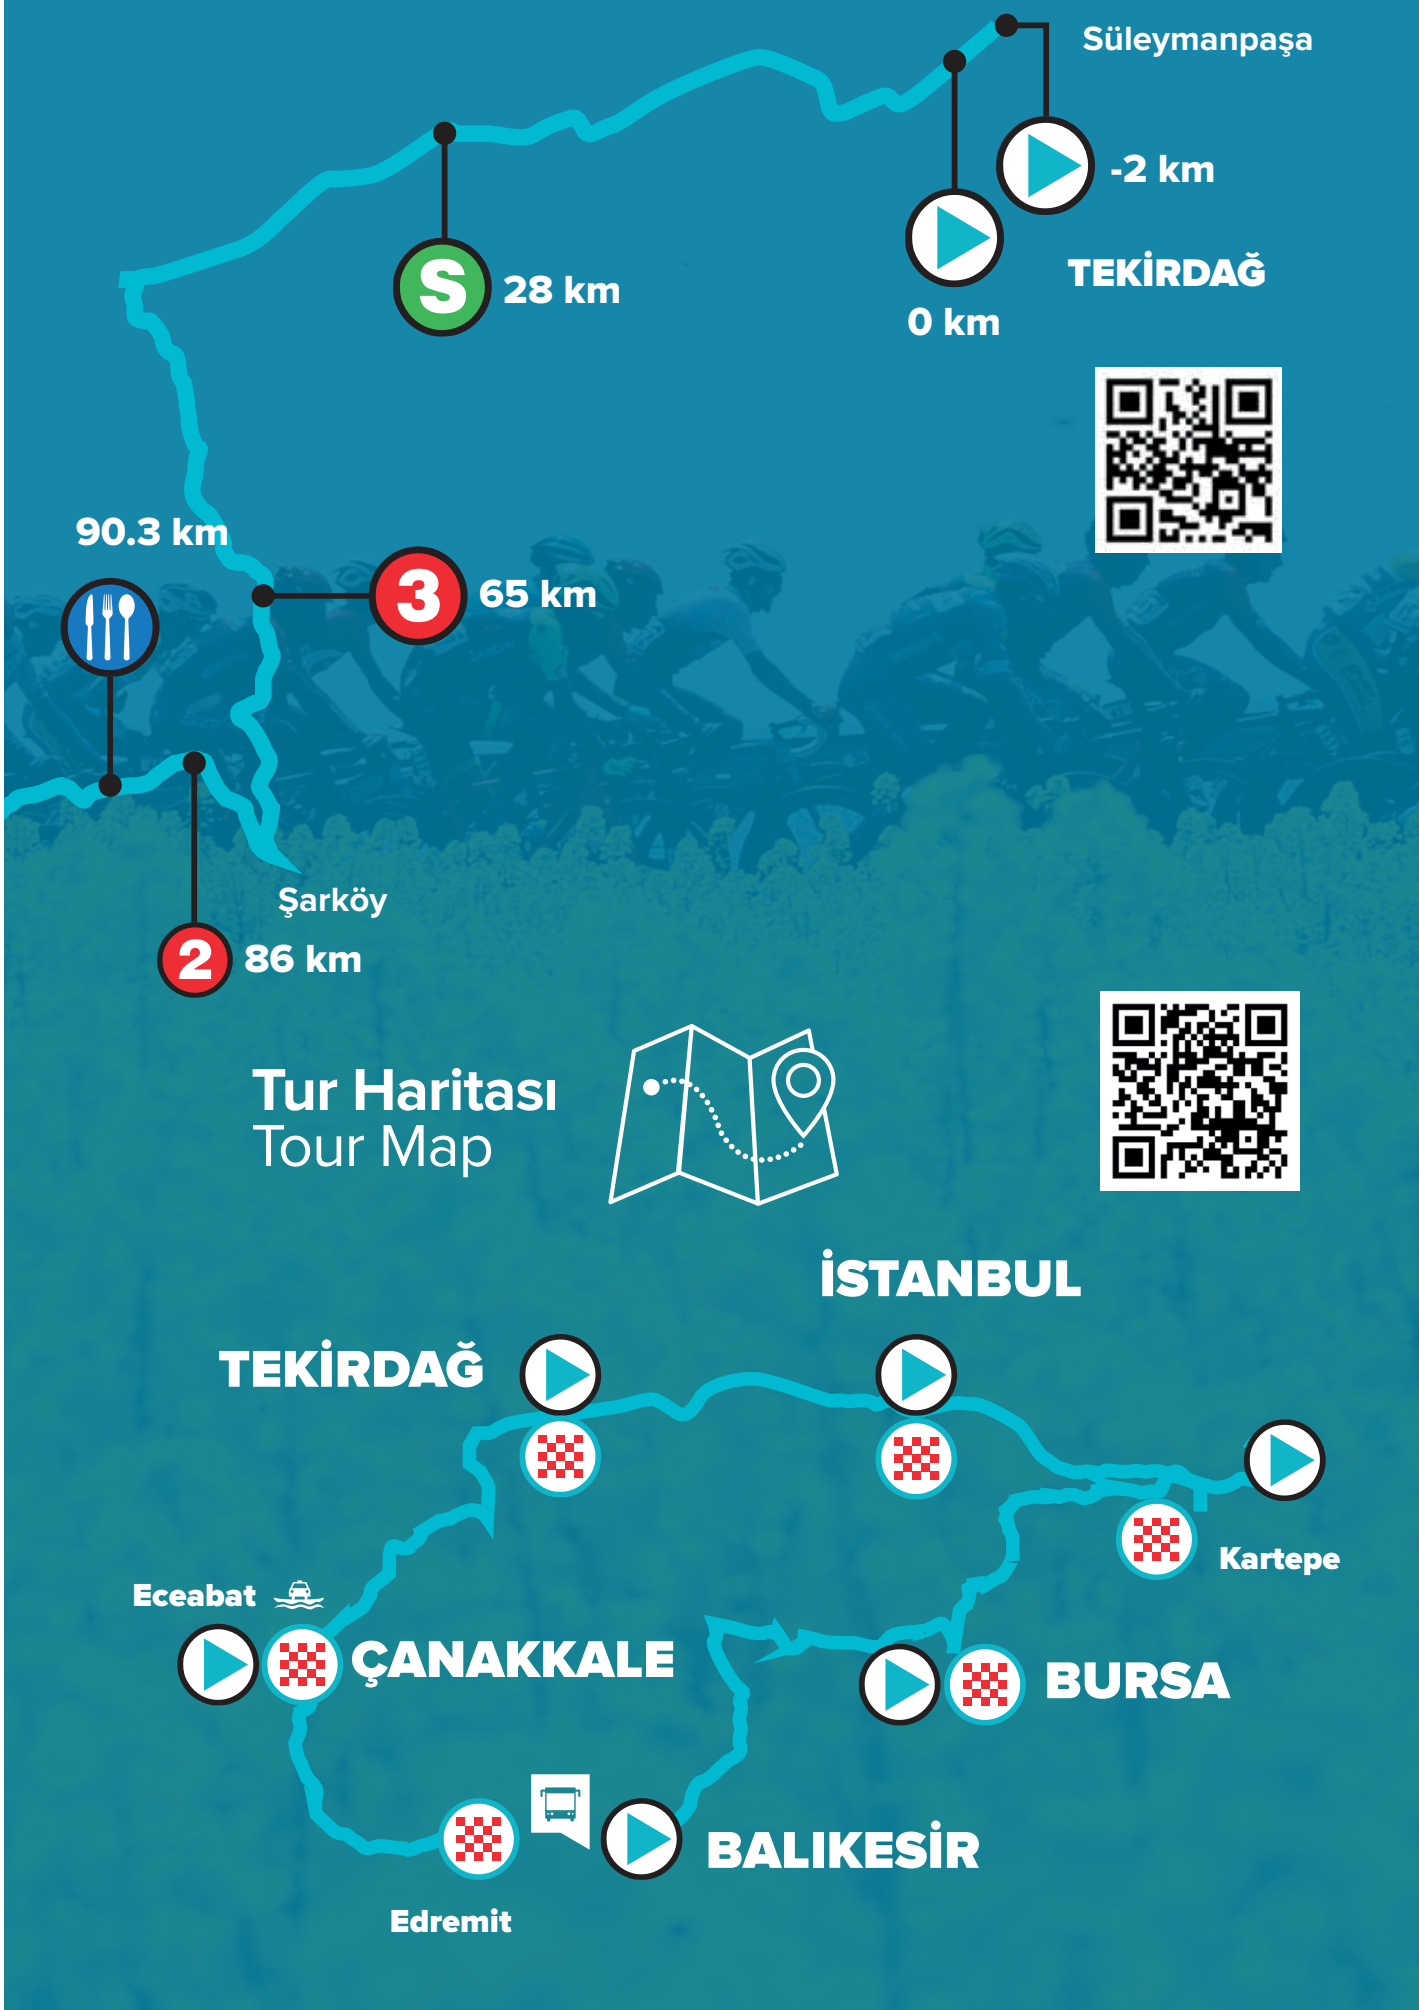 Süleymanpaşa
-2 km
TEKİRDAĞ
0 km
S
28 km
90.3 km
3
65 km
Şarköy
2
86 km
Tur Haritası
Tour Map
İSTANBUL
TEKİRDAĞ
Kartepe
Eceabat
ÇANAKKALE
BURSA
BALIKESİR
Edremit